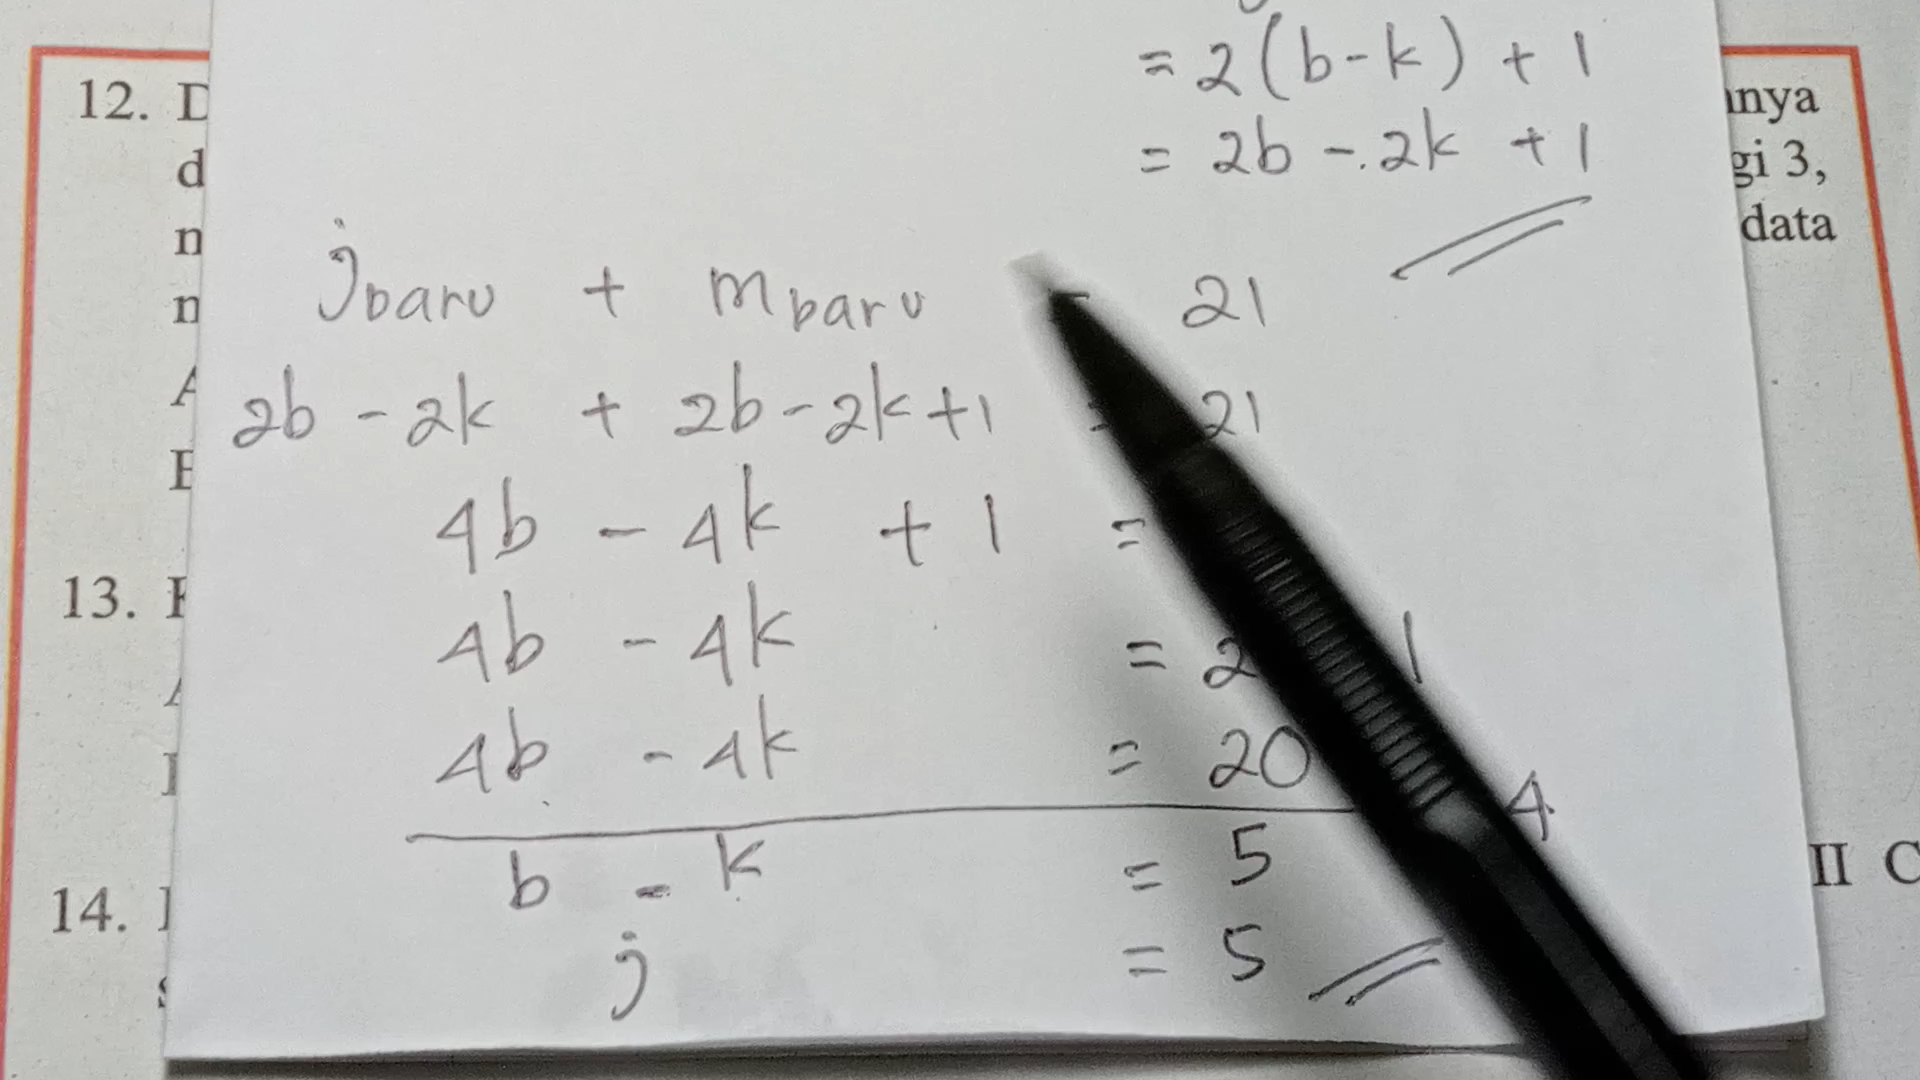 = 2(b-k) + 1
= 2b - 2k + 1
12.
nya
gi 3,
data
jbaru + mbaru = 21
2b - 2k + 2b - 2k + 1 = 21
4b - 4k + 1 =
13.
4b - 4k = 2 1
4b - 4k = 20
4
b - k = 5
II C
14.
j = 5